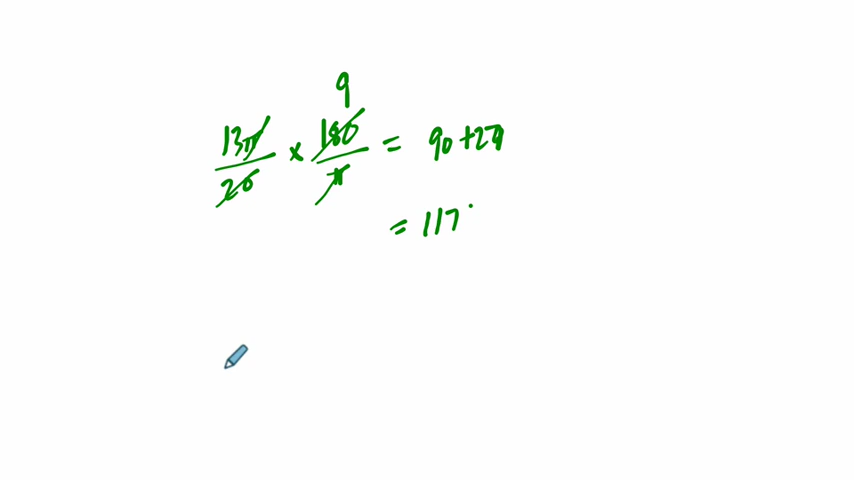 9
13π/20 × 180/π = 90 + 27
= 117°